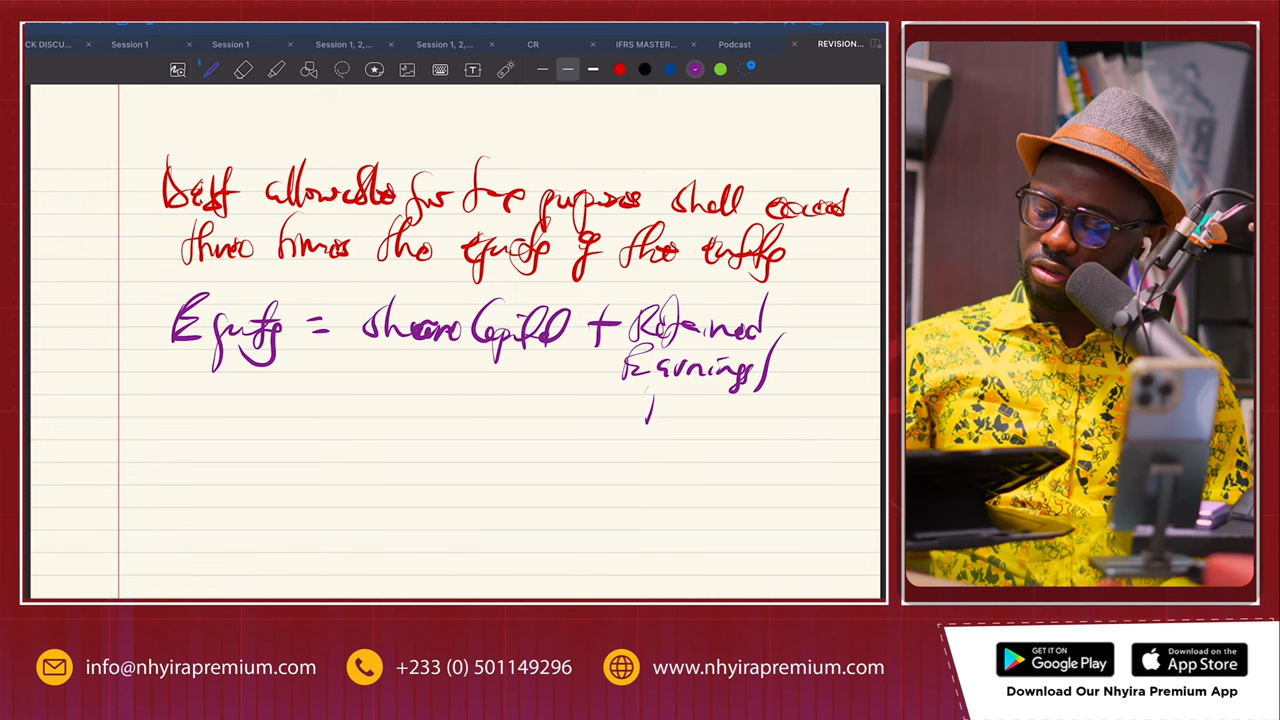 CK DISCU... × Session 1 × Session 1 × Session 1, 2,... × Session 1, 2,... × CR × IFRS MASTER... × Podcast × REVISION...
Debt allowable for tax purposes shall exceed
three times the equity of the entity
Equity = share Capital + Retained
Earnings/
info@nhyirapremium.com +233 (0) 501149296 www.nhyirapremium.com
GET IT ON Google Play Download on the App Store
Download Our Nhyira Premium App